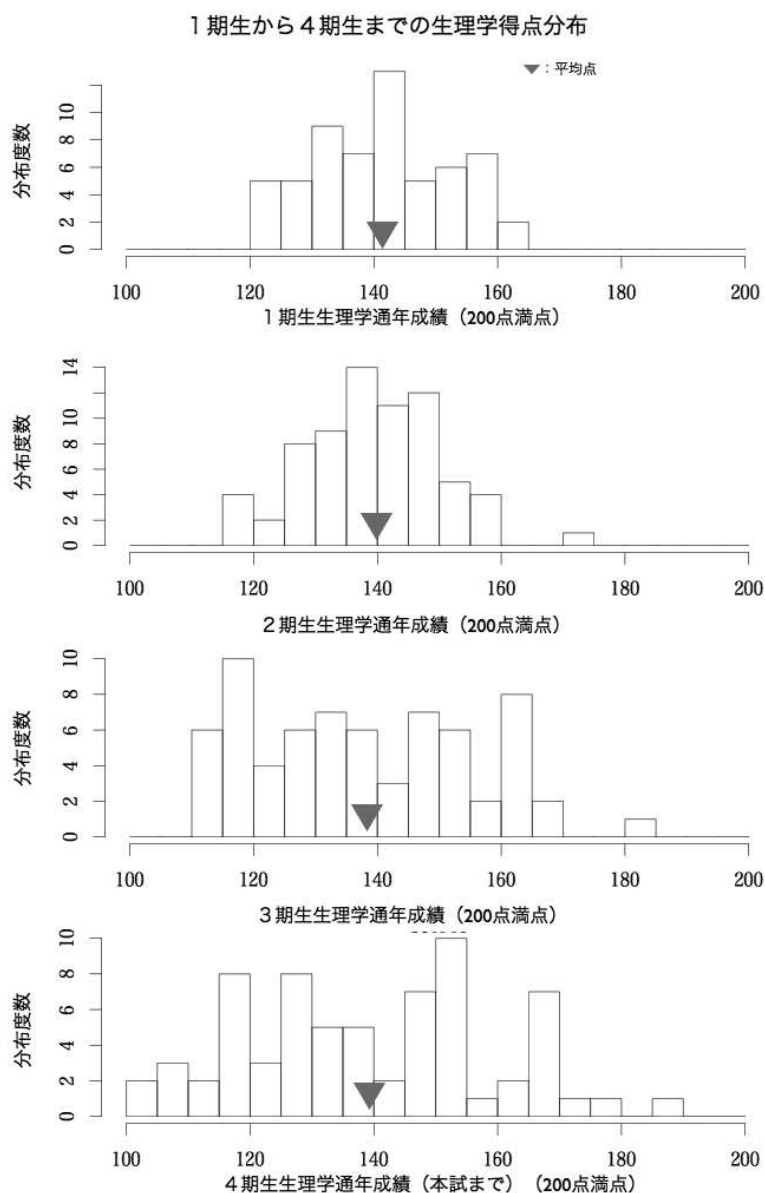 １期生から４期生までの生理学得点分布
▼：平均点
分布度数
0 2 4 6 8 10
100 120 140 160 180 200
１期生生理学通年成績（200点満点）
分布度数
0 2 4 6 8 10 14
100 120 140 160 180 200
２期生生理学通年成績（200点満点）
分布度数
0 2 4 6 8 10
100 120 140 160 180 200
３期生生理学通年成績（200点満点）
分布度数
0 2 4 6 8 10
100 120 140 160 180 200
４期生生理学通年成績（本試まで）（200点満点）